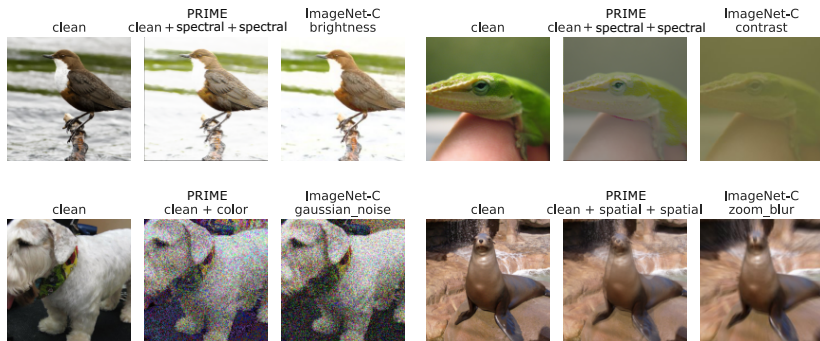 clean
PRIME
clean + spectral + spectral
ImageNet-C
brightness
clean
PRIME
clean + spectral + spectral
ImageNet-C
contrast
clean
PRIME
clean + color
ImageNet-C
gaussian_noise
clean
PRIME
clean + spatial + spatial
ImageNet-C
zoom_blur